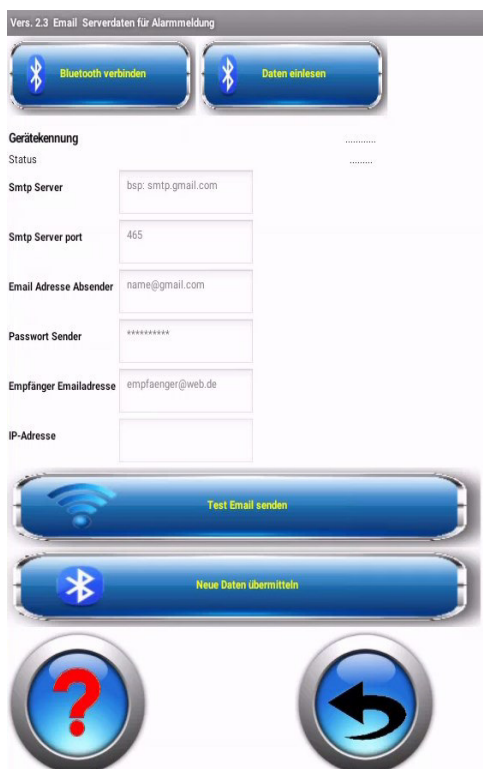 Vers. 2.3 Email Serverdaten für Alarmmeldung
Bluetooth verbinden
Daten einlesen
Gerätekennung ............
Status .........
Smtp Server bsp: smtp.gmail.com
Smtp Server port 465
Email Adresse Absender name@gmail.com
Passwort Sender **********
Empfänger Emailadresse empfaenger@web.de
IP-Adresse
Test Email senden
Neue Daten übermitteln
?